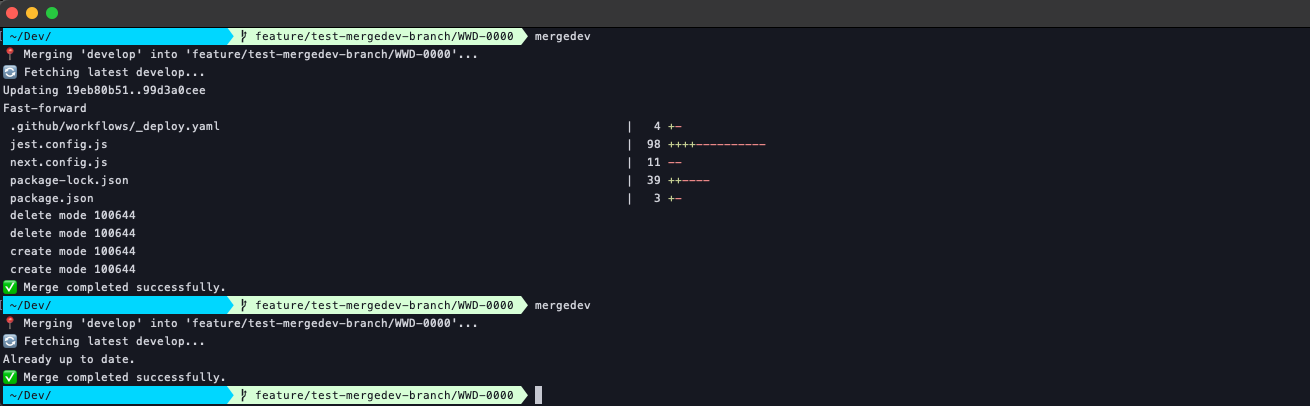 ~/Dev/ feature/test-mergedev-branch/WWD-0000 mergedev
📍 Merging 'develop' into 'feature/test-mergedev-branch/WWD-0000'...
🔄 Fetching latest develop...
Updating 19eb80b51..99d3a0cee
Fast-forward
.github/workflows/_deploy.yaml | 4 +-
jest.config.js | 98 ++++----------
next.config.js | 11 --
package-lock.json | 39 ++----
package.json | 3 +-
delete mode 100644
delete mode 100644
create mode 100644
create mode 100644
✅ Merge completed successfully.
~/Dev/ feature/test-mergedev-branch/WWD-0000 mergedev
📍 Merging 'develop' into 'feature/test-mergedev-branch/WWD-0000'...
🔄 Fetching latest develop...
Already up to date.
✅ Merge completed successfully.
~/Dev/ feature/test-mergedev-branch/WWD-0000